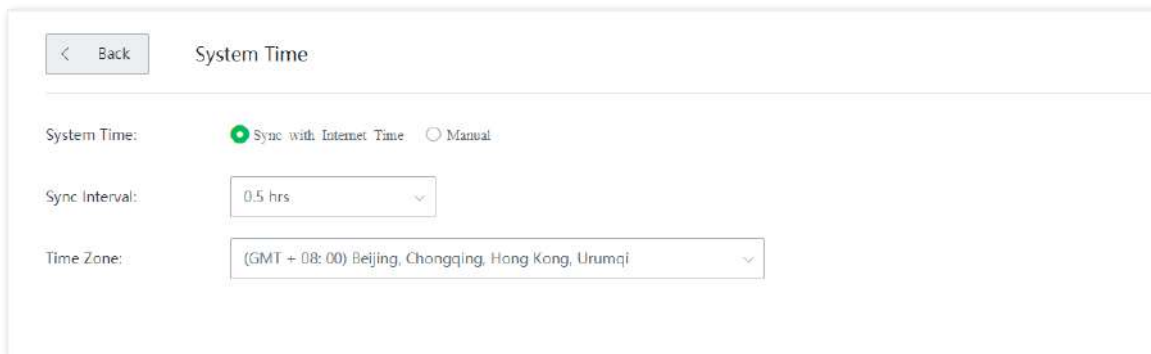 Back System Time
System Time: Sync with Internet Time Manual
Sync Interval: 0.5 hrs
Time Zone: (GMT + 08: 00) Beijing, Chongqing, Hong Kong, Urumqi